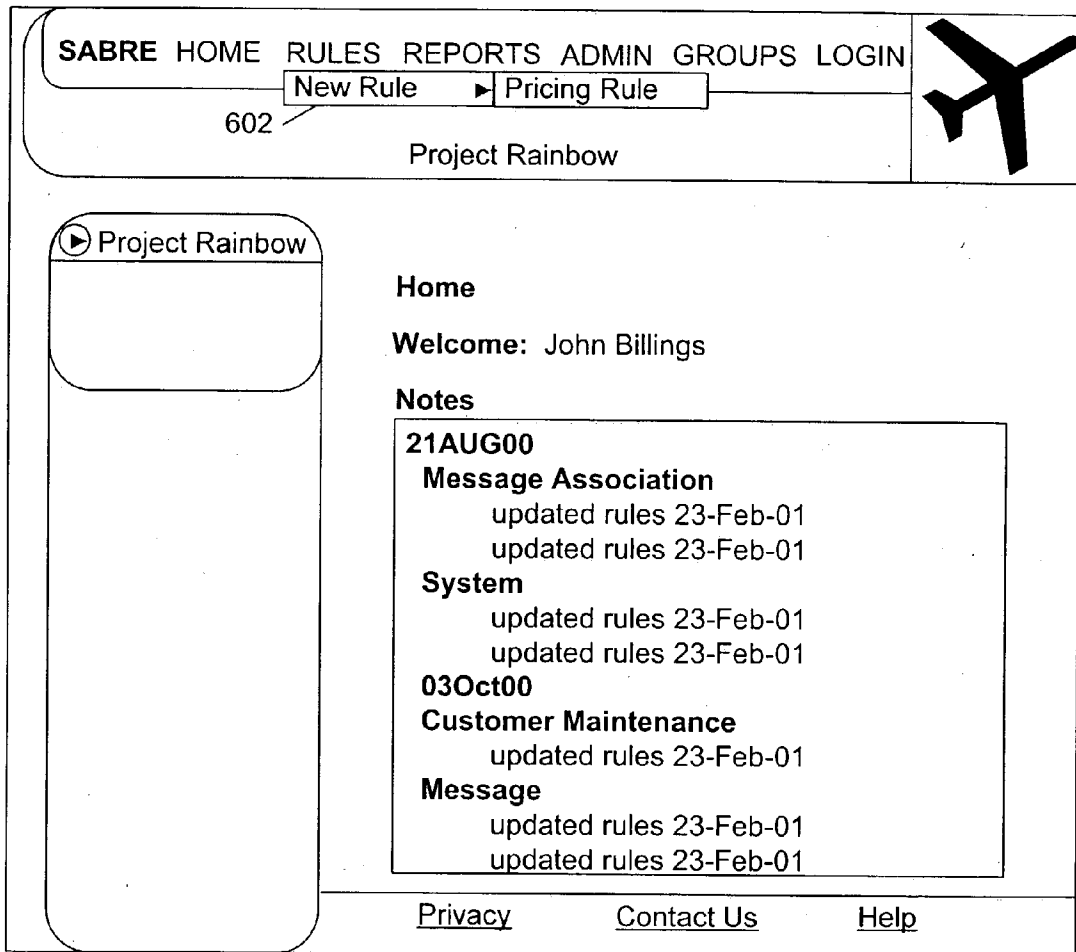 SABRE HOME RULES REPORTS ADMIN GROUPS LOGIN
New Rule Pricing Rule
602
Project Rainbow
Project Rainbow
Home
Welcome: John Billings
Notes
21AUG00
Message Association
updated rules 23-Feb-01
updated rules 23-Feb-01
System
updated rules 23-Feb-01
updated rules 23-Feb-01
03Oct00
Customer Maintenance
updated rules 23-Feb-01
Message
updated rules 23-Feb-01
updated rules 23-Feb-01
Privacy Contact Us Help